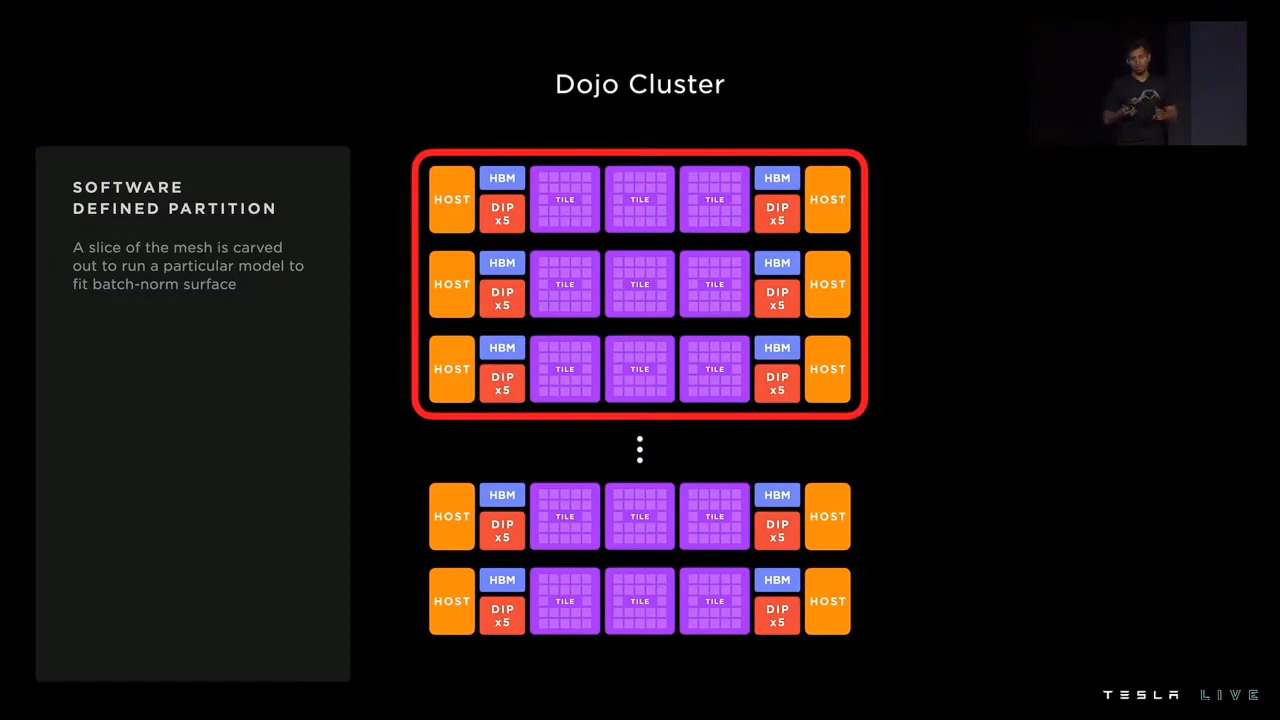 Dojo Cluster
SOFTWARE
DEFINED PARTITION
A slice of the mesh is carved
out to run a particular model to
fit batch-norm surface
HOST HBM DIP x5 TILE TILE TILE HBM DIP x5 HOST
HOST HBM DIP x5 TILE TILE TILE HBM DIP x5 HOST
HOST HBM DIP x5 TILE TILE TILE HBM DIP x5 HOST
HOST HBM DIP x5 TILE TILE TILE HBM DIP x5 HOST
HOST HBM DIP x5 TILE TILE TILE HBM DIP x5 HOST
TESLA LIVE